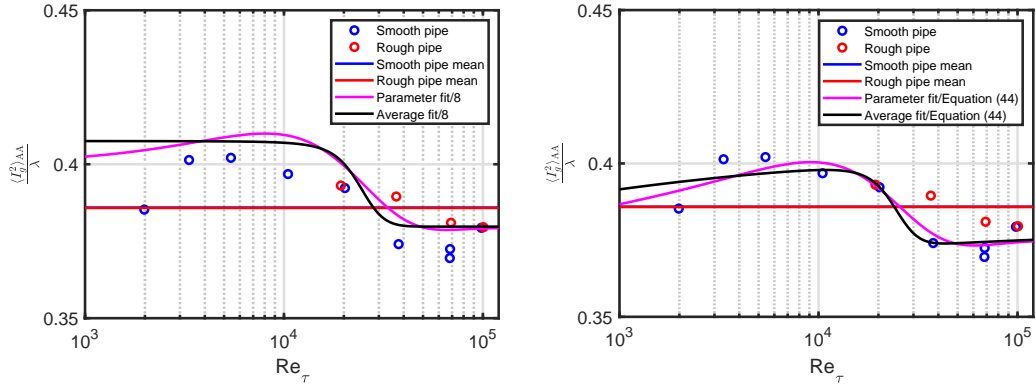 0.45
0.4
0.35
⟨I_g^2⟩_AA / λ
Smooth pipe
Rough pipe
Smooth pipe mean
Rough pipe mean
Parameter fit/8
Average fit/8
10^3
10^4
10^5
Re_τ
0.45
0.4
0.35
⟨I_g^2⟩_AA / λ
Smooth pipe
Rough pipe
Smooth pipe mean
Rough pipe mean
Parameter fit/Equation (44)
Average fit/Equation (44)
10^3
10^4
10^5
Re_τ